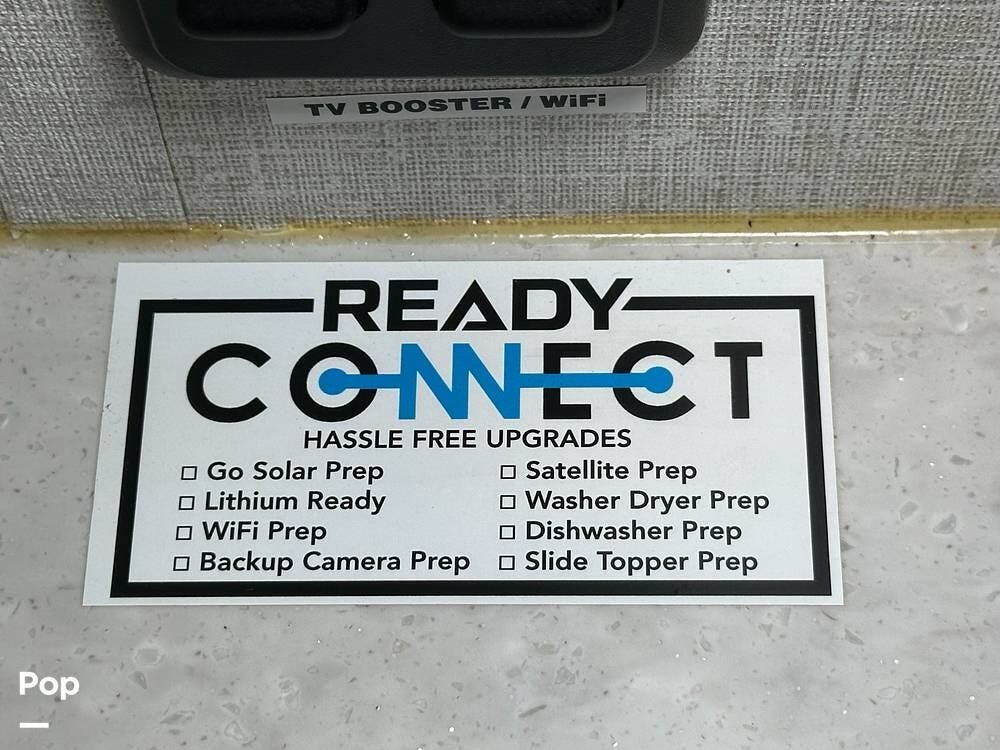 TV BOOSTER / WiFi
READY
CONNECT
HASSLE FREE UPGRADES
☐ Go Solar Prep
☐ Lithium Ready
☐ WiFi Prep
☐ Backup Camera Prep
☐ Satellite Prep
☐ Washer Dryer Prep
☐ Dishwasher Prep
☐ Slide Topper Prep
Pop